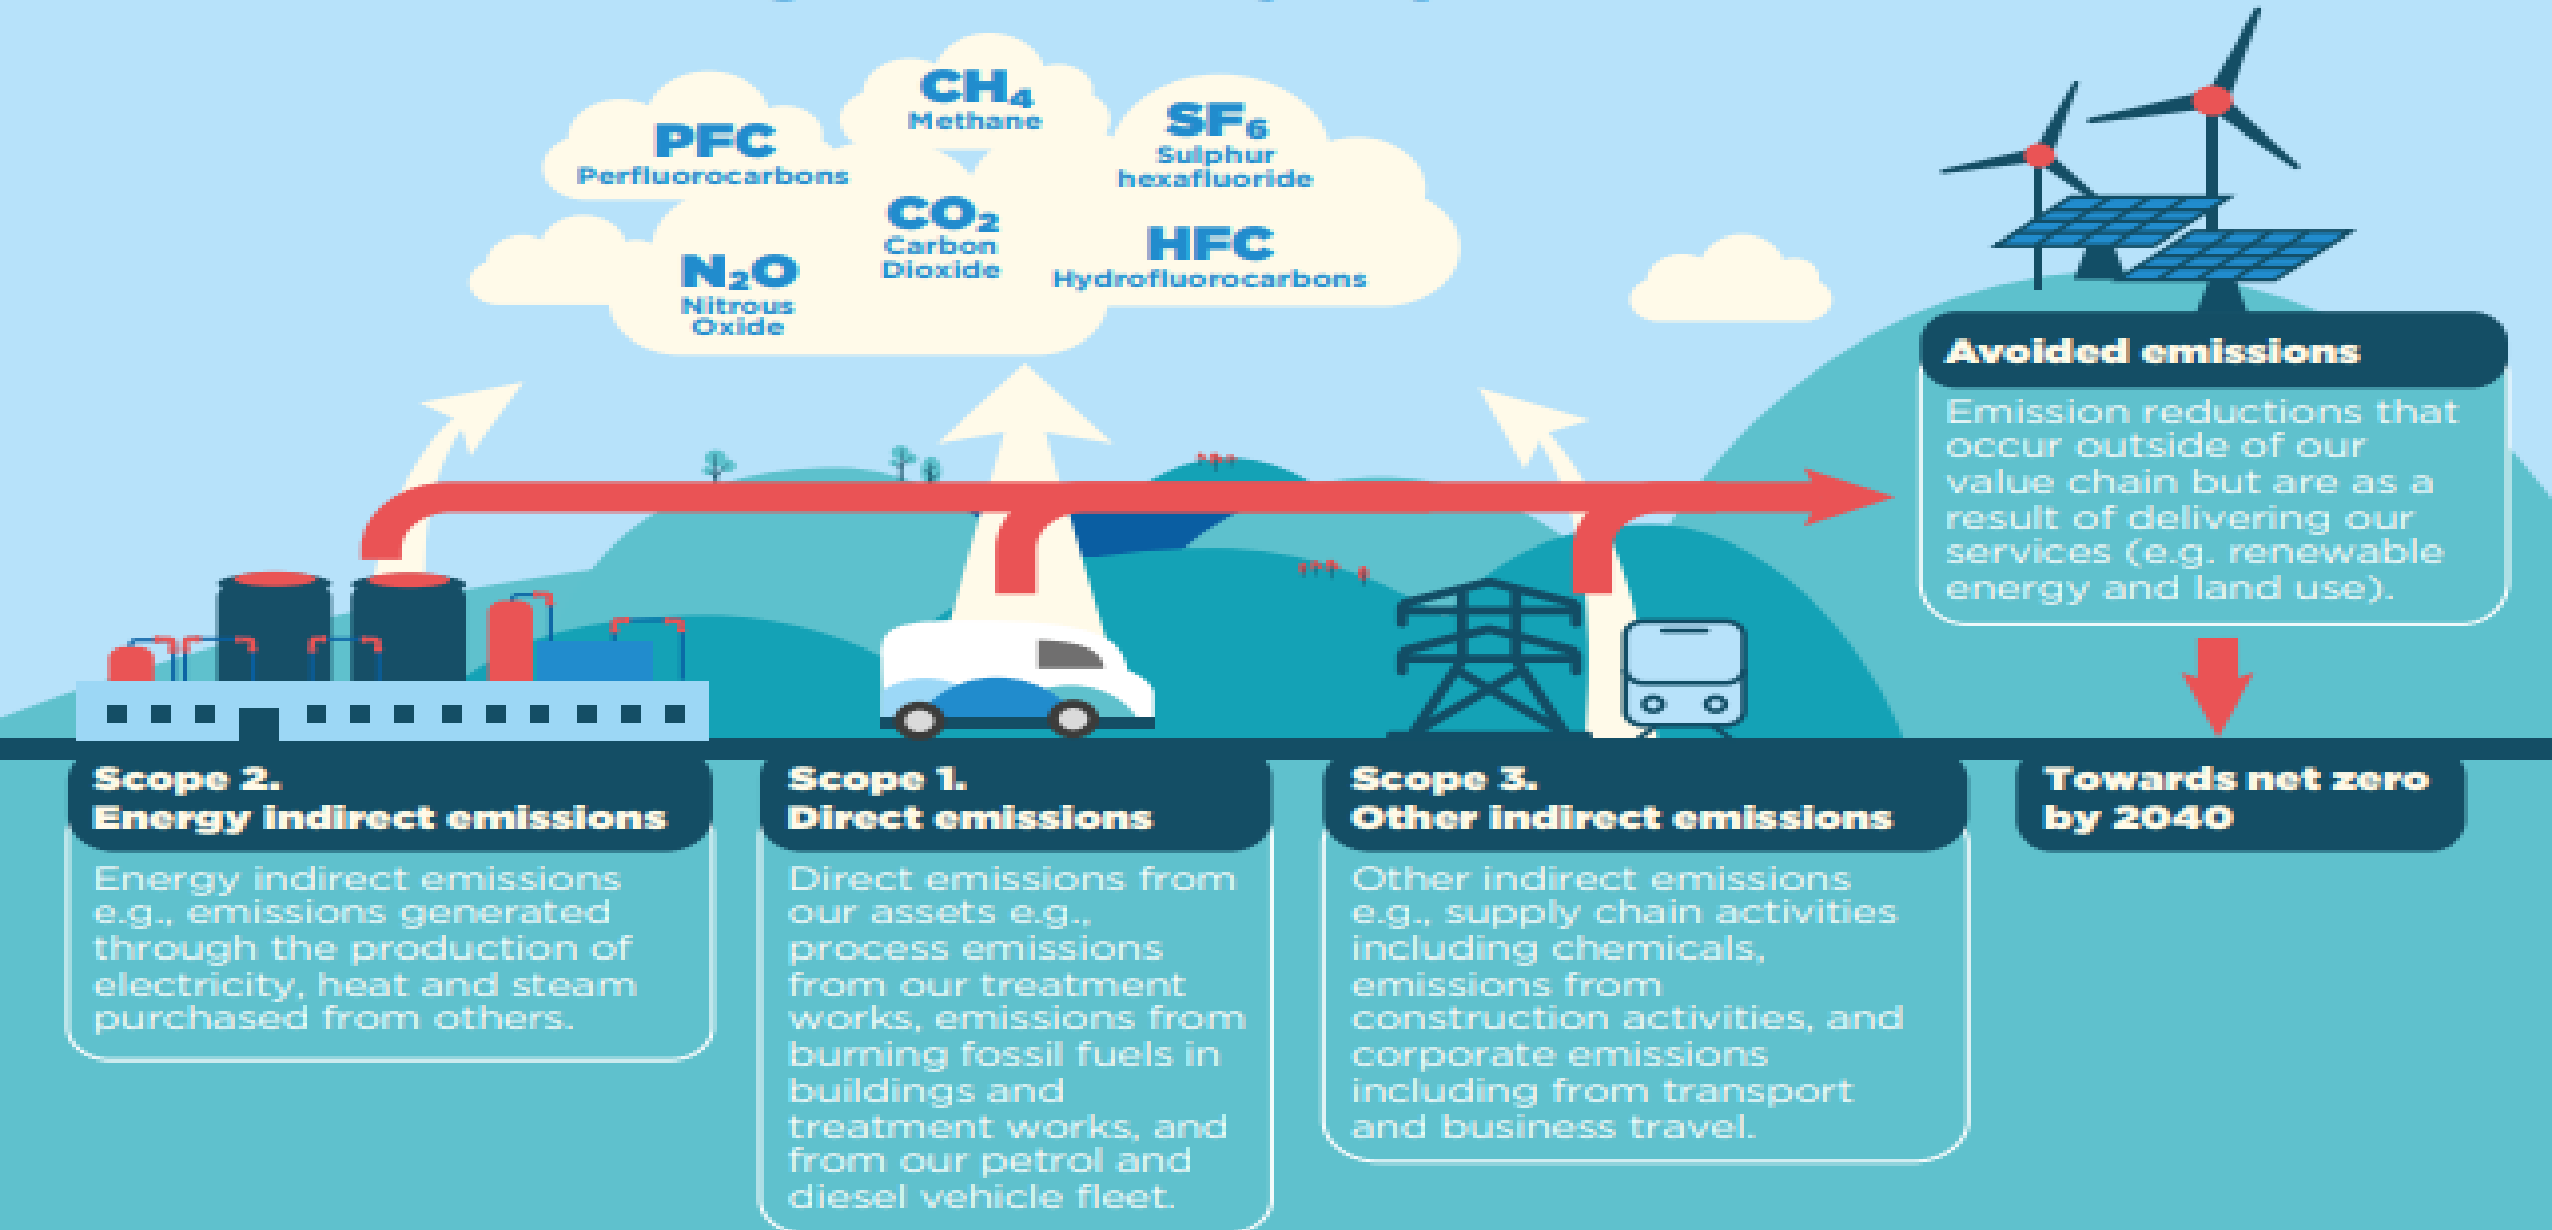 CH₄
Methane
PFC
Perfluorocarbons
SF₆
Sulphur
hexafluoride
CO₂
Carbon
Dioxide
HFC
Hydrofluorocarbons
N₂O
Nitrous
Oxide
Avoided emissions
Emission reductions that
occur outside of our
value chain but are as a
result of delivering our
services (e.g. renewable
energy and land use).
Scope 2.
Energy indirect emissions
Energy indirect emissions
e.g., emissions generated
through the production of
electricity, heat and steam
purchased from others.
Scope 1.
Direct emissions
Direct emissions from
our assets e.g.,
process emissions
from our treatment
works, emissions from
burning fossil fuels in
buildings and
treatment works, and
from our petrol and
diesel vehicle fleet.
Scope 3.
Other indirect emissions
Other indirect emissions
e.g., supply chain activities
including chemicals,
emissions from
construction activities, and
corporate emissions
including from transport
and business travel.
Towards net zero
by 2040